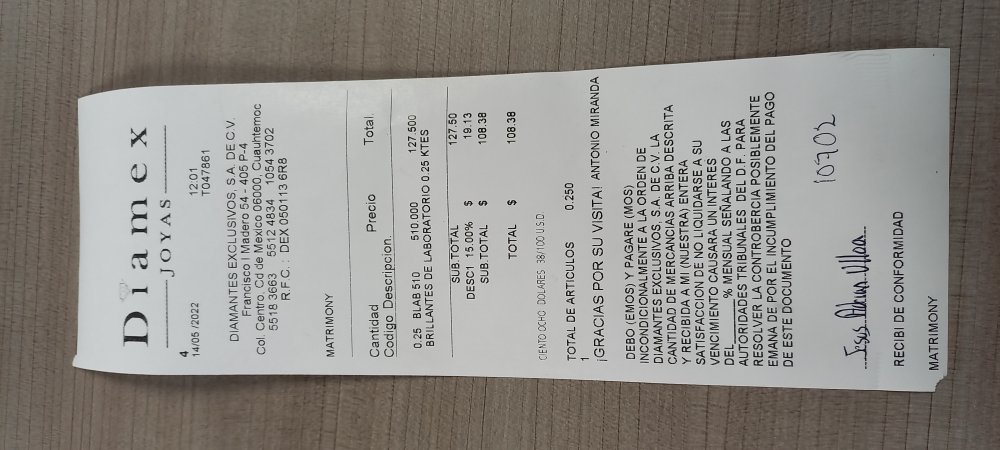 Diamex
JOYAS
4
14/05 /2022 12:01
T047861
DIAMANTES EXCLUSIVOS, S.A. DE C.V.
Francisco I Madero 54 - 405 P-4
Col. Centro, Cd de Mexico 06000, Cuauhtemoc
5518 3663 5512 4834 1054 3702
R.F.C. : DEX 050113 6R8
MATRIMONY
Cantidad Precio Total
Codigo Descripcion.
0.25 BLAB 510 510.000 127.500
BRILLANTES DE LABORATORIO 0.25 KTES
SUB.TOTAL 127.50
DESC1 15.00% $ 19.13
SUB.TOTAL $ 108.38
TOTAL $ 108.38
CIENTO OCHO DOLARES 38/100 U.S.D.
TOTAL DE ARTICULOS 0.250
1
¡GRACIAS POR SU VISITA! ANTONIO MIRANDA
DEBO (EMOS) Y PAGARE (MOS)
INCONDICIONALMENTE A LA ORDEN DE
DIAMANTES EXCLUSIVOS, S.A. DE C.V. LA
CANTIDAD DE MERCANCIAS ARRIBA DESCRITA
Y RECIBIDA A MI (NUESTRA) ENTERA
SATISFACCION DE NO LIQUIDARSE A SU
VENCIMIENTO CAUSARA UN INTERES
DEL_____% MENSUAL SEÑALANDO A LAS
AUTORIDADES TRIBUNALES DEL D.F. PARA
RESOLVER LA CONTROBERCIA POSIBLEMENTE
EMANA DE POR EL INCUMPLIMIENTO DEL PAGO
DE ESTE DOCUMENTO
10702
RECIBI DE CONFORMIDAD
MATRIMONY